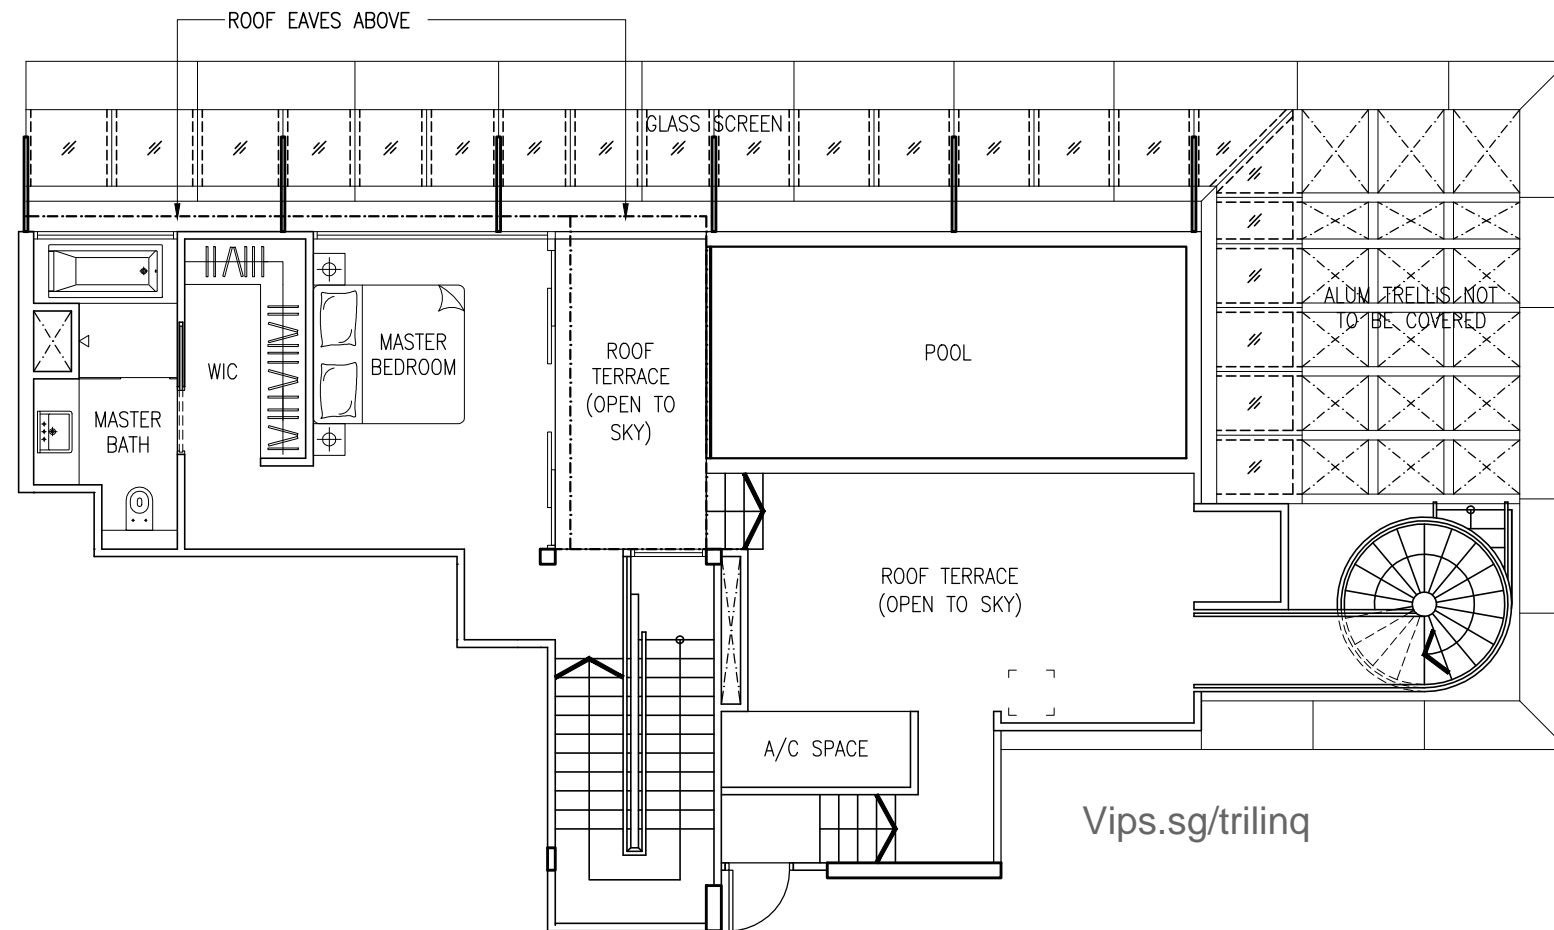 ROOF EAVES ABOVE
GLASS SCREEN
ALUM TRELLIS NOT
TO BE COVERED
MASTER
BEDROOM
WIC
MASTER
BATH
ROOF
TERRACE
(OPEN TO
SKY)
POOL
ROOF TERRACE
(OPEN TO SKY)
A/C SPACE
Vips.sg/trilinq